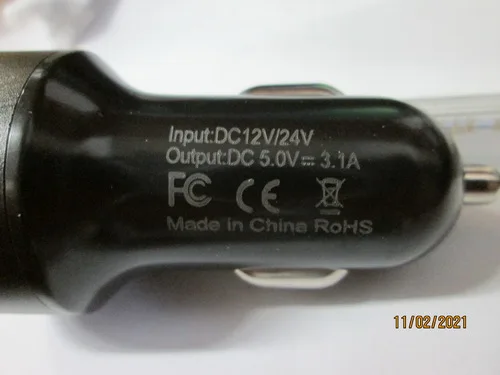 Input:DC12V/24V
Output:DC 5.0V⎓3.1A
FC CE
Made in China RoHS
11/02/2021